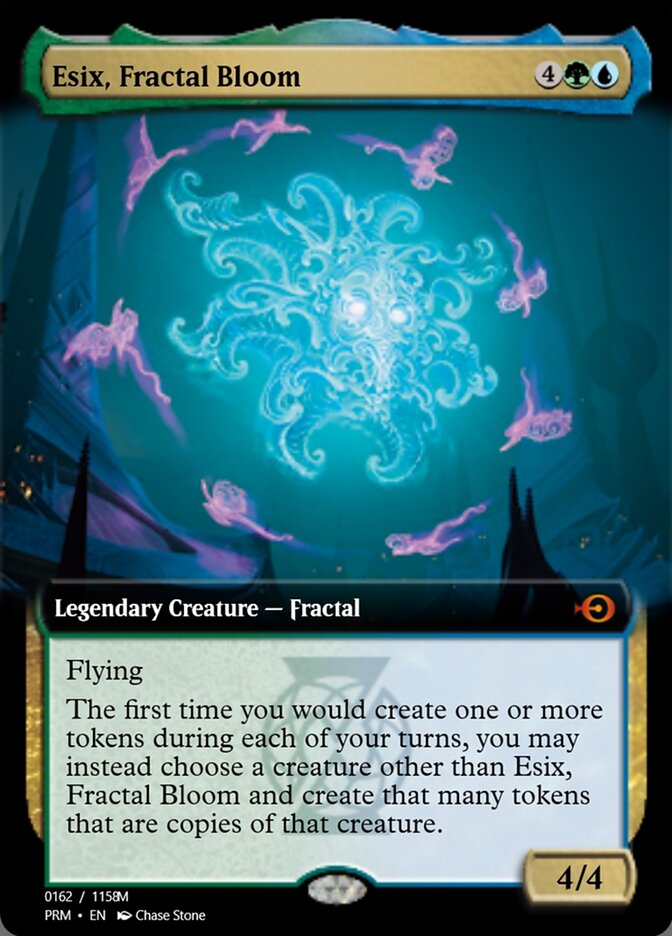 Esix, Fractal Bloom
4
Legendary Creature — Fractal
Flying
The first time you would create one or more
tokens during each of your turns, you may
instead choose a creature other than Esix,
Fractal Bloom and create that many tokens
that are copies of that creature.
4/4
0162 / 1158M
PRM • EN Chase Stone